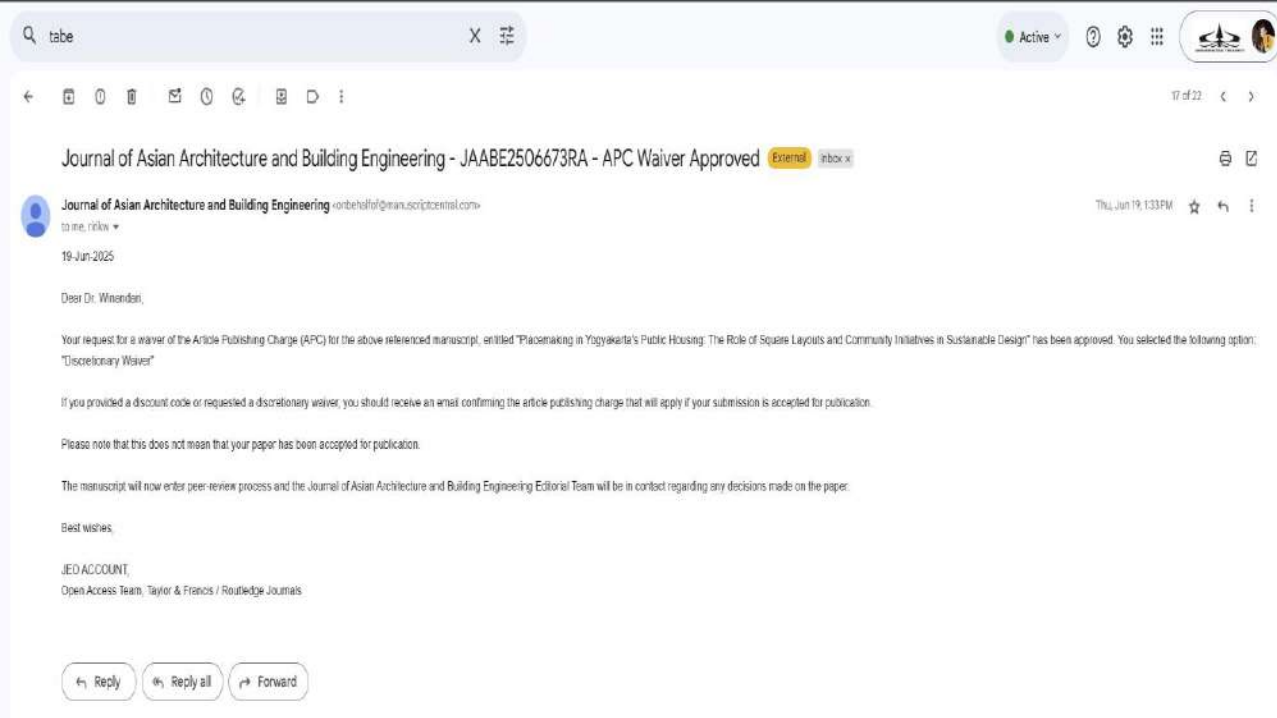 tabe
Active
17 of 22
Journal of Asian Architecture and Building Engineering - JAABE2506673RA - APC Waiver Approved External Inbox x
Journal of Asian Architecture and Building Engineering <onbehalfof@manuscriptcentral.com>
Thu, Jun 19, 1:33 PM
to me, ririkw
19-Jun-2025
Dear Dr. Winandari,
Your request for a waiver of the Article Publishing Charge (APC) for the above referenced manuscript, entitled "Placemaking in Yogyakarta's Public Housing: The Role of Square Layouts and Community Initiatives in Sustainable Design" has been approved. You selected the following option:
"Discretionary Waiver"
If you provided a discount code or requested a discretionary waiver, you should receive an email confirming the article publishing charge that will apply if your submission is accepted for publication.
Please note that this does not mean that your paper has been accepted for publication.
The manuscript will now enter peer-review process and the Journal of Asian Architecture and Building Engineering Editorial Team will be in contact regarding any decisions made on the paper.
Best wishes,
JEO ACCOUNT,
Open Access Team, Taylor & Francis / Routledge Journals
Reply
Reply all
Forward